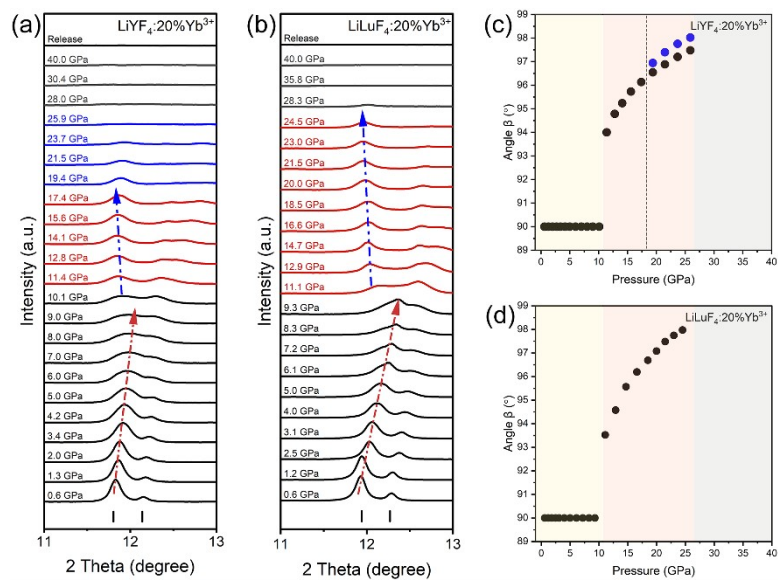 (a)
LiYF4:20%Yb3+
Release
40.0 GPa
30.4 GPa
28.0 GPa
25.9 GPa
23.7 GPa
21.5 GPa
19.4 GPa
17.4 GPa
15.6 GPa
14.1 GPa
12.8 GPa
11.4 GPa
10.1 GPa
9.0 GPa
8.0 GPa
7.0 GPa
6.0 GPa
5.0 GPa
4.2 GPa
3.4 GPa
2.0 GPa
1.3 GPa
0.6 GPa
Intensity (a.u.)
11 12 13
2 Theta (degree)
(b)
LiLuF4:20%Yb3+
Release
40.0 GPa
35.8 GPa
28.3 GPa
24.5 GPa
23.0 GPa
21.5 GPa
20.0 GPa
18.5 GPa
16.6 GPa
14.7 GPa
12.9 GPa
11.1 GPa
9.3 GPa
8.3 GPa
7.2 GPa
6.1 GPa
5.0 GPa
4.0 GPa
3.1 GPa
2.5 GPa
1.2 GPa
0.6 GPa
Intensity (a.u.)
11 12 13
2 Theta (degree)
(c)
LiYF4:20%Yb3+
99
98
97
96
95
94
93
92
91
90
89
Angle β (°)
0 5 10 15 20 25 30 35 40
Pressure (GPa)
(d)
LiLuF4:20%Yb3+
99
98
97
96
95
94
93
92
91
90
89
Angle β (°)
0 5 10 15 20 25 30 35 40
Pressure (GPa)